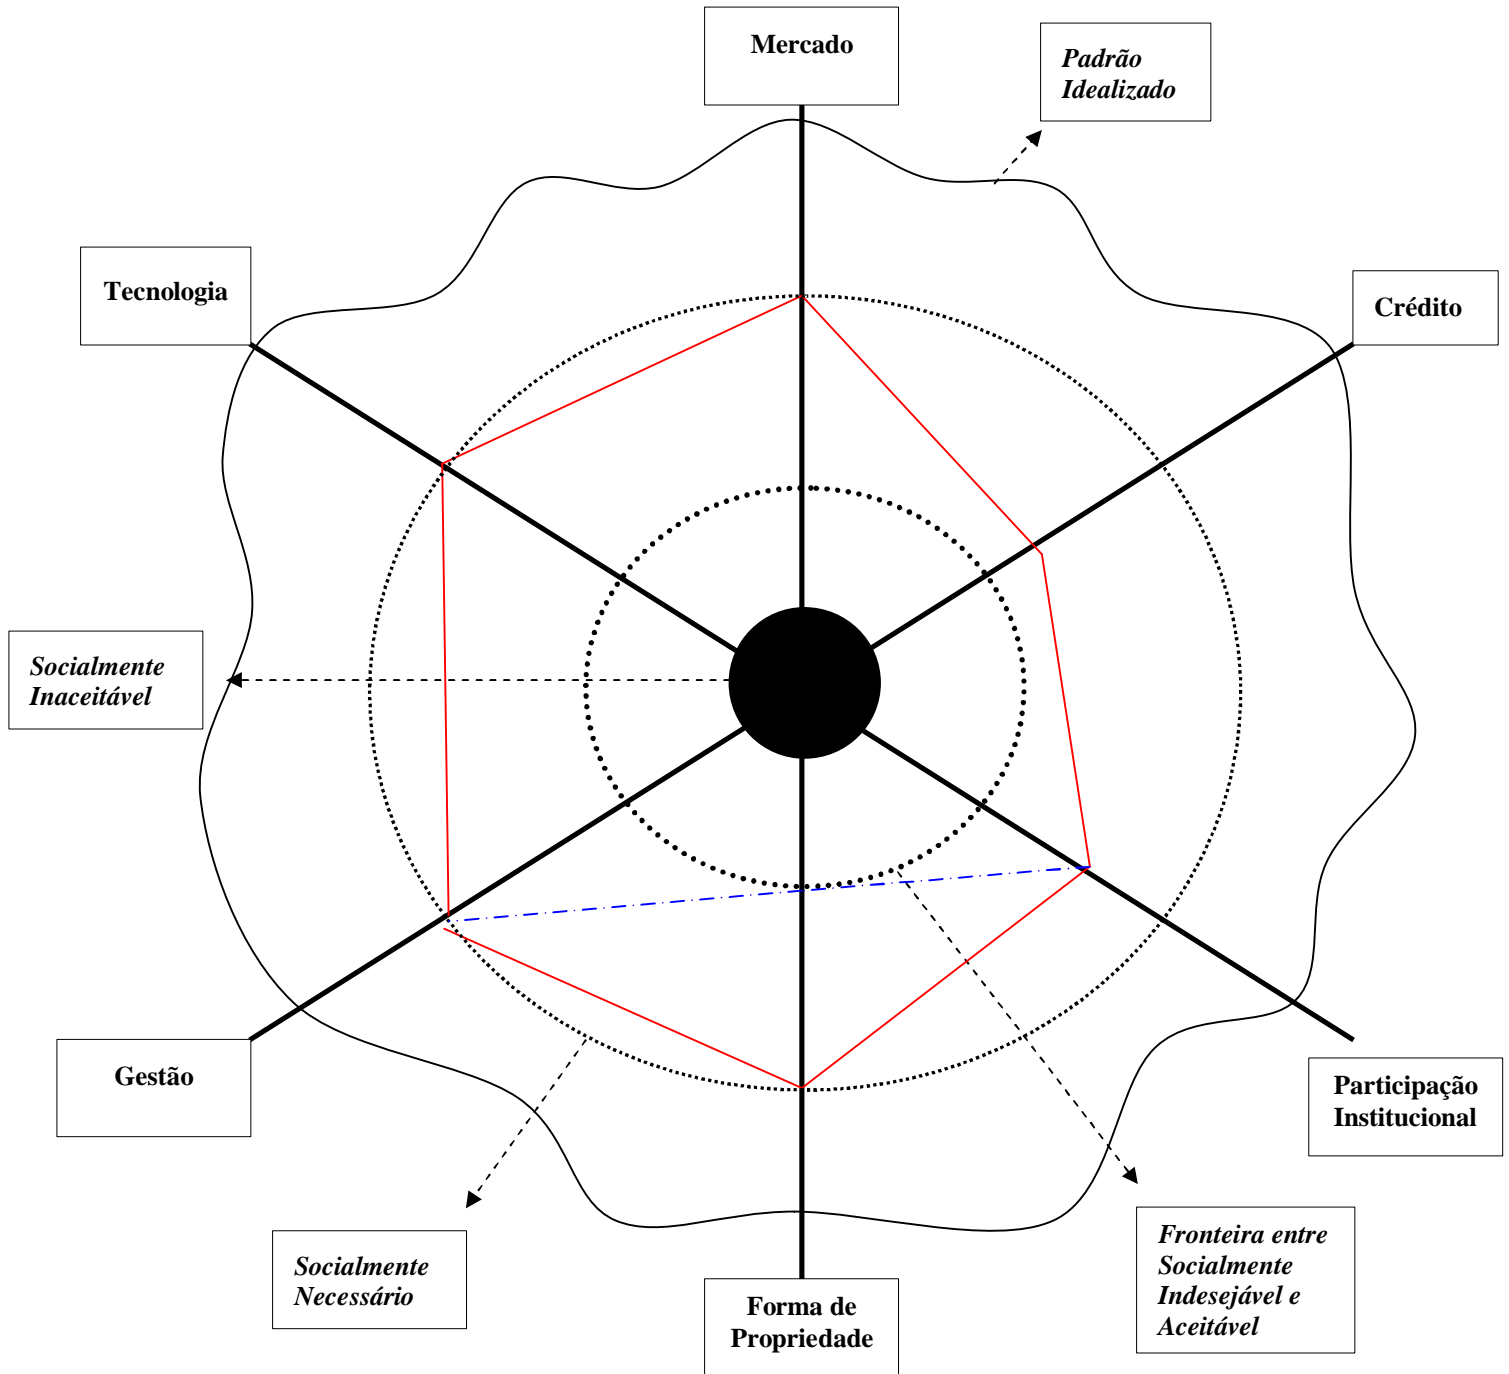 Mercado
Padrão
Idealizado
Tecnologia
Crédito
Socialmente
Inaceitável
Gestão
Participação
Institucional
Socialmente
Necessário
Forma de
Propriedade
Fronteira entre
Socialmente
Indesejável e
Aceitável